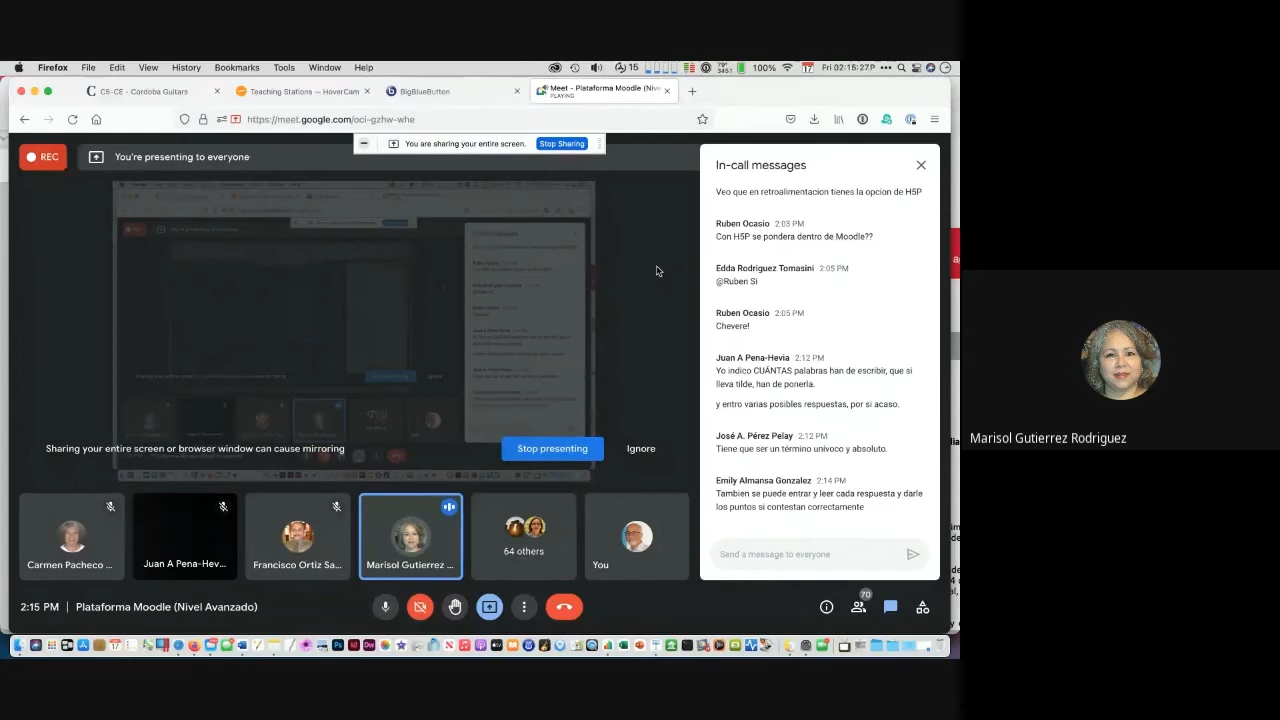 Firefox File Edit View History Bookmarks Tools Window Help
15
79°
3451
100%
17
Fri 02:15:27P
CS-CE - Cordoba Guitars
Teaching Stations — HoverCam
BigBlueButton
Meet - Plataforma Moodle (Nive
PLAYING
https://meet.google.com/oci-gzhw-whe
You are sharing your entire screen.
Stop Sharing
REC
You're presenting to everyone
In-call messages
Veo que en retroalimentacion tienes la opcion de H5P
Ruben Ocasio 2:03 PM
Con H5P se pondera dentro de Moodle??
Edda Rodriguez Tomasini 2:05 PM
@Ruben Si
Ruben Ocasio 2:05 PM
Chevere!
Juan A Pena-Hevia 2:12 PM
Yo indico CUÁNTAS palabras han de escribir, que si
lleva tilde, han de ponerla.
y entro varias posibles respuestas, por si acaso.
José A. Pérez Pelay 2:12 PM
Tiene que ser un término unívoco y absoluto.
Emily Almansa Gonzalez 2:14 PM
Tambien se puede entrar y leer cada respuesta y darle
los puntos si contestan correctamente
Send a message to everyone
Sharing your entire screen or browser window can cause mirroring
Stop presenting
Ignore
Carmen Pacheco ...
Juan A Pena-Hev...
Francisco Ortiz Sa...
Marisol Gutierrez ...
64 others
You
2:15 PM | Plataforma Moodle (Nivel Avanzado)
70
Marisol Gutierrez Rodriguez